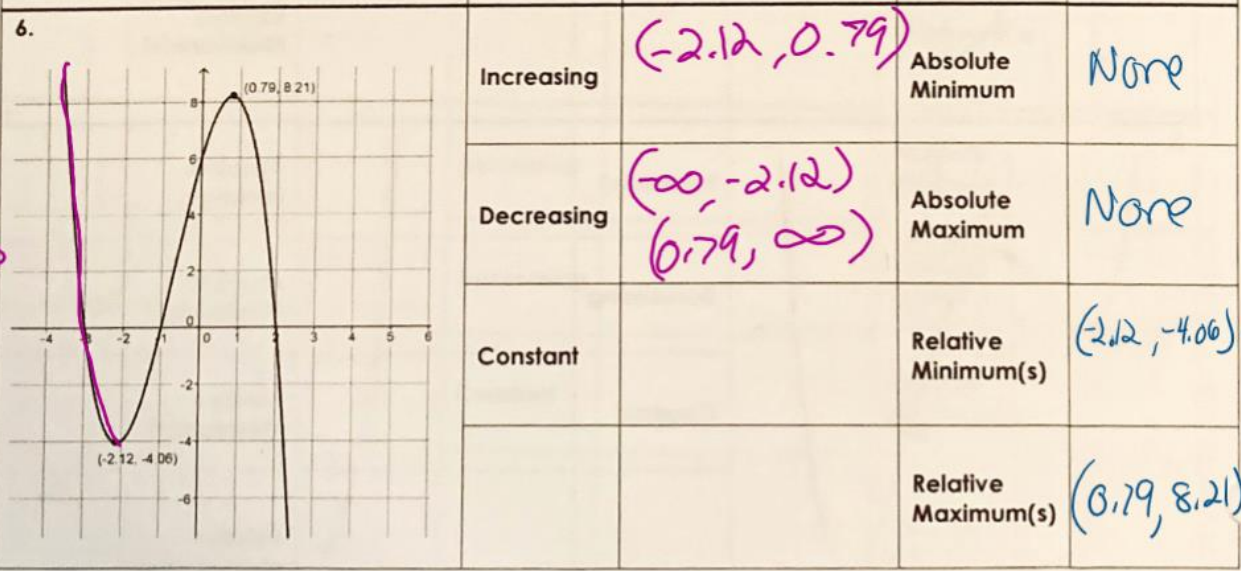 6.
(0.79, 8.21)
8
6
4
2
0
-4 -3 -2 -1 0 1 2 3 4 5 6
-2
-4
(-2.12, -4.06)
-6
Increasing
(-2.12, 0.79)
Absolute
Minimum
None
Decreasing
(-∞, -2.12)
(0.79, ∞)
Absolute
Maximum
None
Constant
Relative
Minimum(s)
(-2.12, -4.06)
Relative
Maximum(s)
(0.79, 8.21)